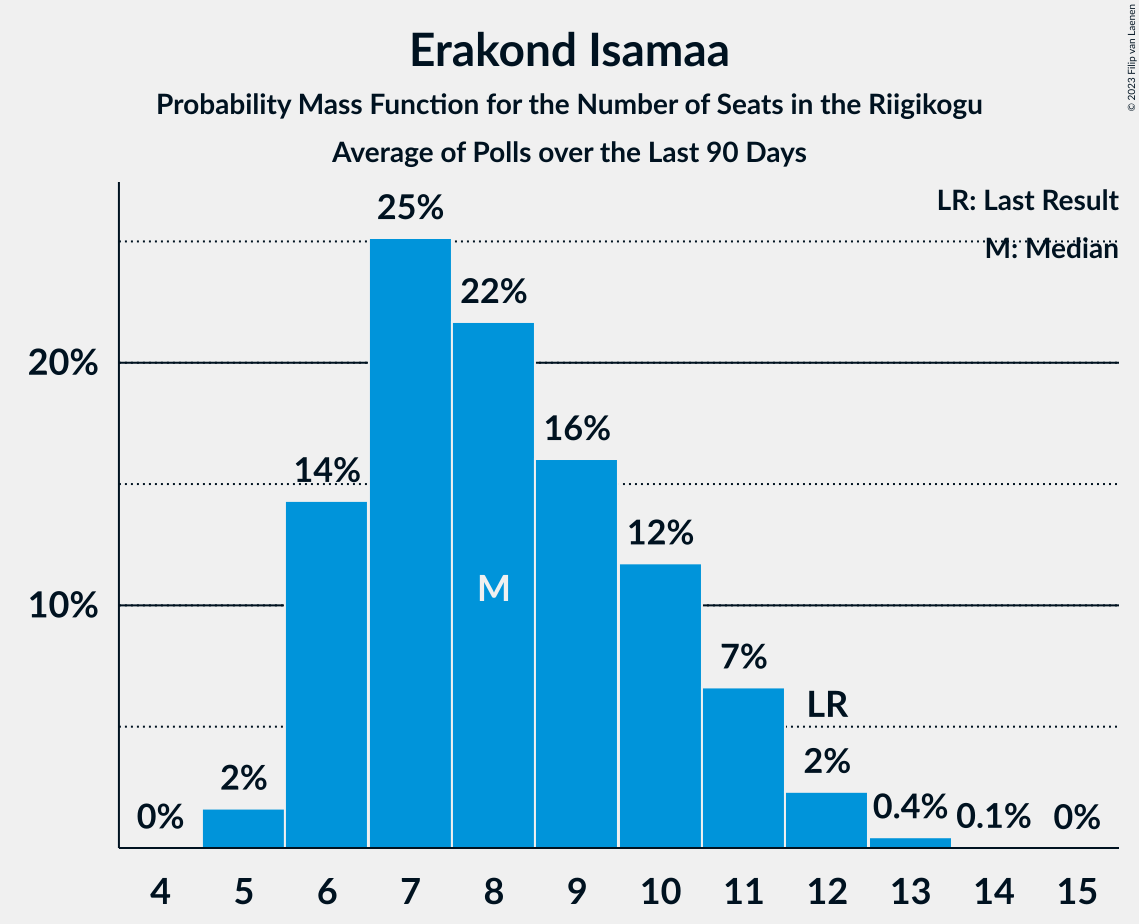 Erakond Isamaa
Probability Mass Function for the Number of Seats in the Riigikogu
Average of Polls over the Last 90 Days
© 2023 Filip van Laenen
LR: Last Result
M: Median
25%
22%
20%
16%
14%
12%
M
10%
7%
LR
2%
2%
0%
0.4%
0.1%
0%
4 5 6 7 8 9 10 11 12 13 14 15